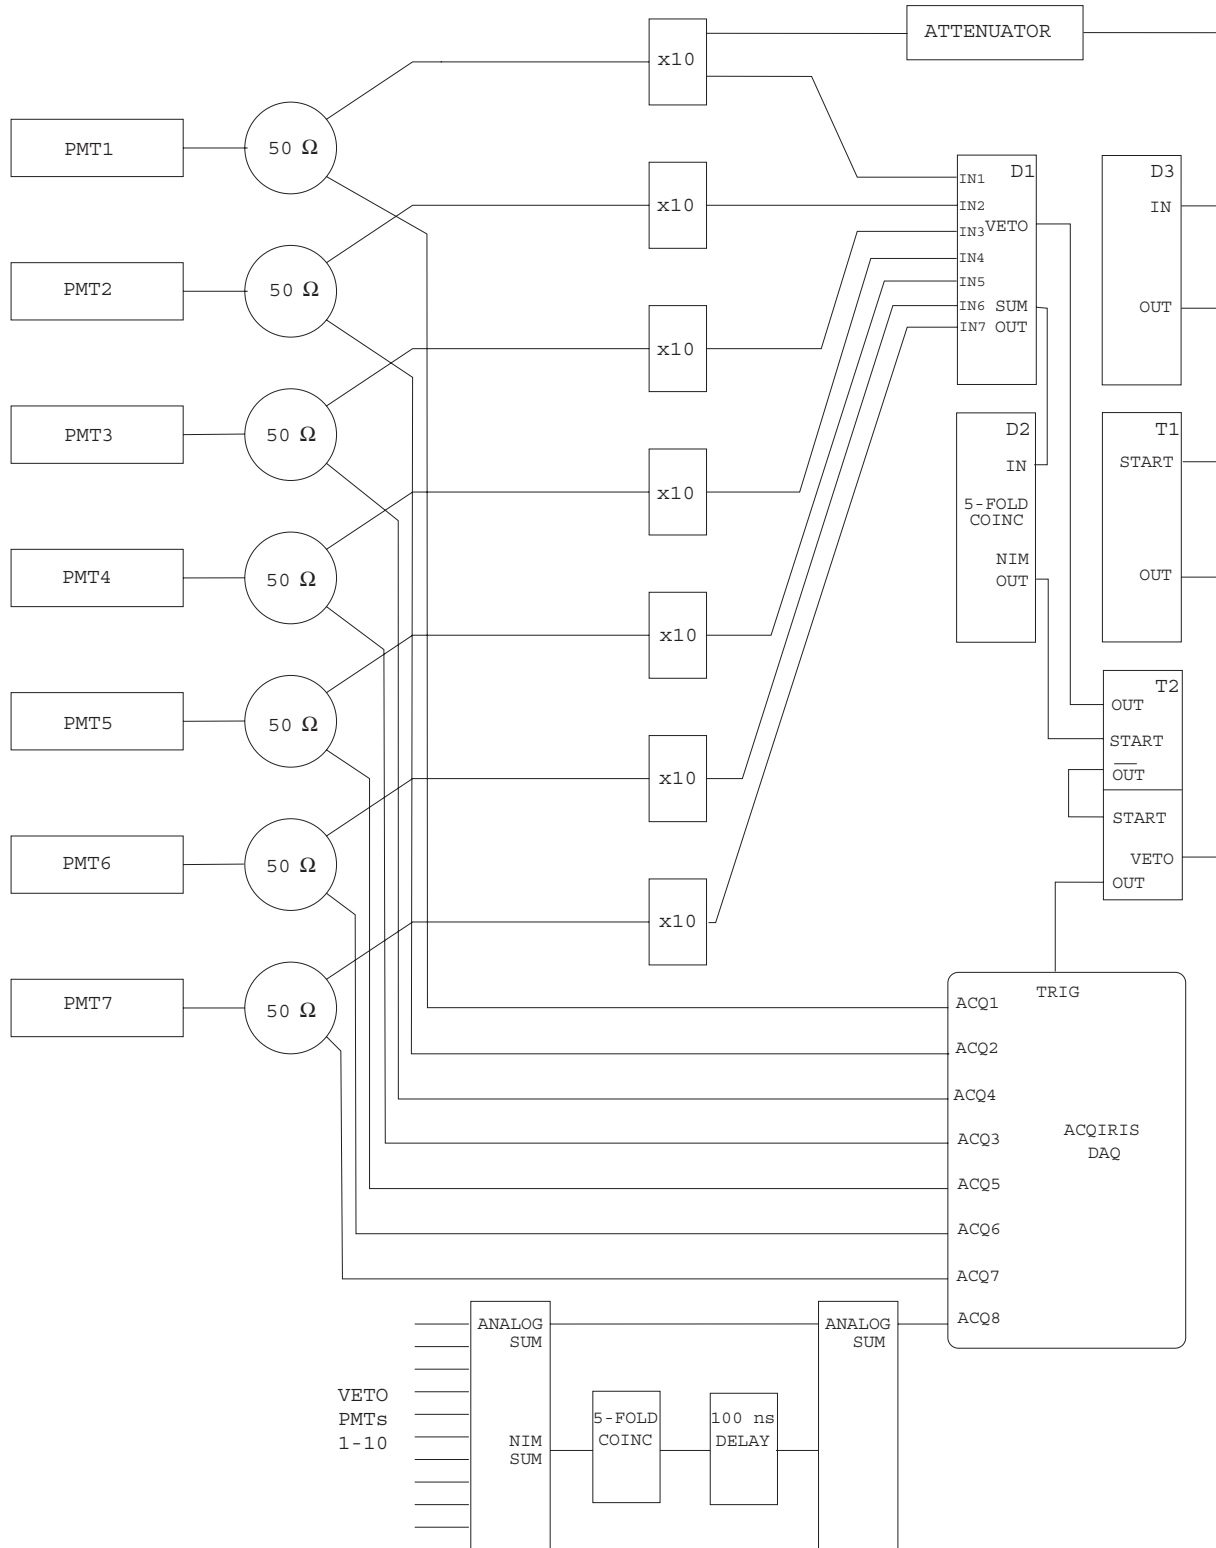 ATTENUATOR
x10
PMT1
50 Ω
IN1
D1
D3
PMT2
50 Ω
x10
IN2
IN
IN3
VETO
IN4
IN5
IN6
SUM
IN7
OUT
OUT
PMT3
50 Ω
x10
D2
T1
IN
START
5-FOLD
COINC
NIM
OUT
OUT
PMT4
50 Ω
x10
PMT5
50 Ω
x10
T2
OUT
START
OUT
START
VETO
OUT
PMT6
50 Ω
x10
PMT7
50 Ω
x10
TRIG
ACQ1
ACQ2
ACQ4
ACQ3
ACQ5
ACQ6
ACQ7
ACQ8
ACQIRIS
DAQ
ANALOG
SUM
ANALOG
SUM
VETO
PMTs
1-10
NIM
SUM
5-FOLD
COINC
100 ns
DELAY